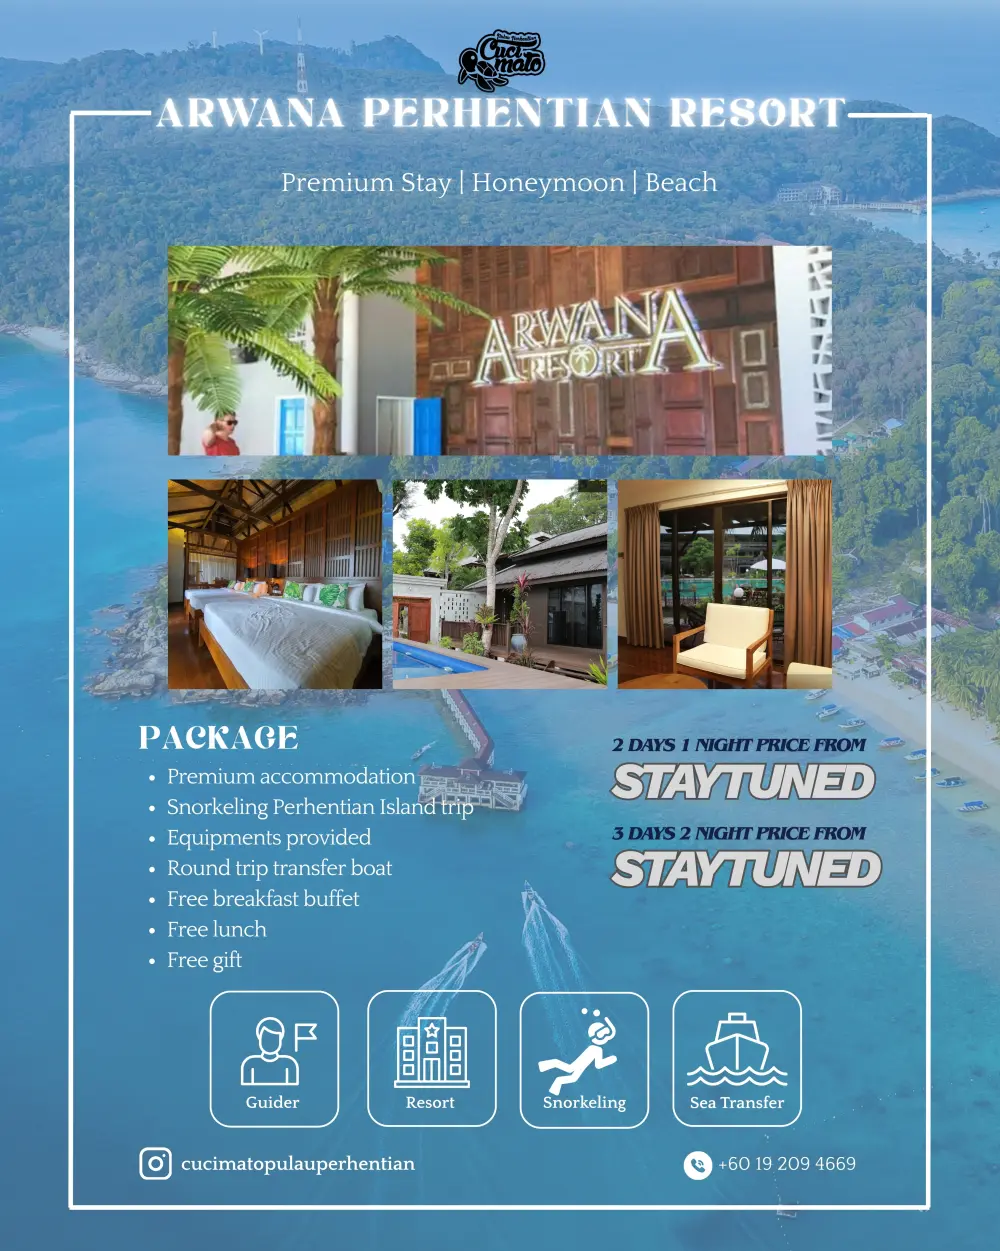 Pulau Perhentian
Cuci
mato
ARWANA PERHENTIAN RESORT
Premium Stay | Honeymoon | Beach
ARWANA
RESORT
PACKAGE
• Premium accommodation
• Snorkeling Perhentian Island trip
• Equipments provided
• Round trip transfer boat
• Free breakfast buffet
• Free lunch
• Free gift
2 DAYS 1 NIGHT PRICE FROM
STAYTUNED
3 DAYS 2 NIGHT PRICE FROM
STAYTUNED
Guider
Resort
Snorkeling
Sea Transfer
cucimatopulauperhentian
+60 19 209 4669